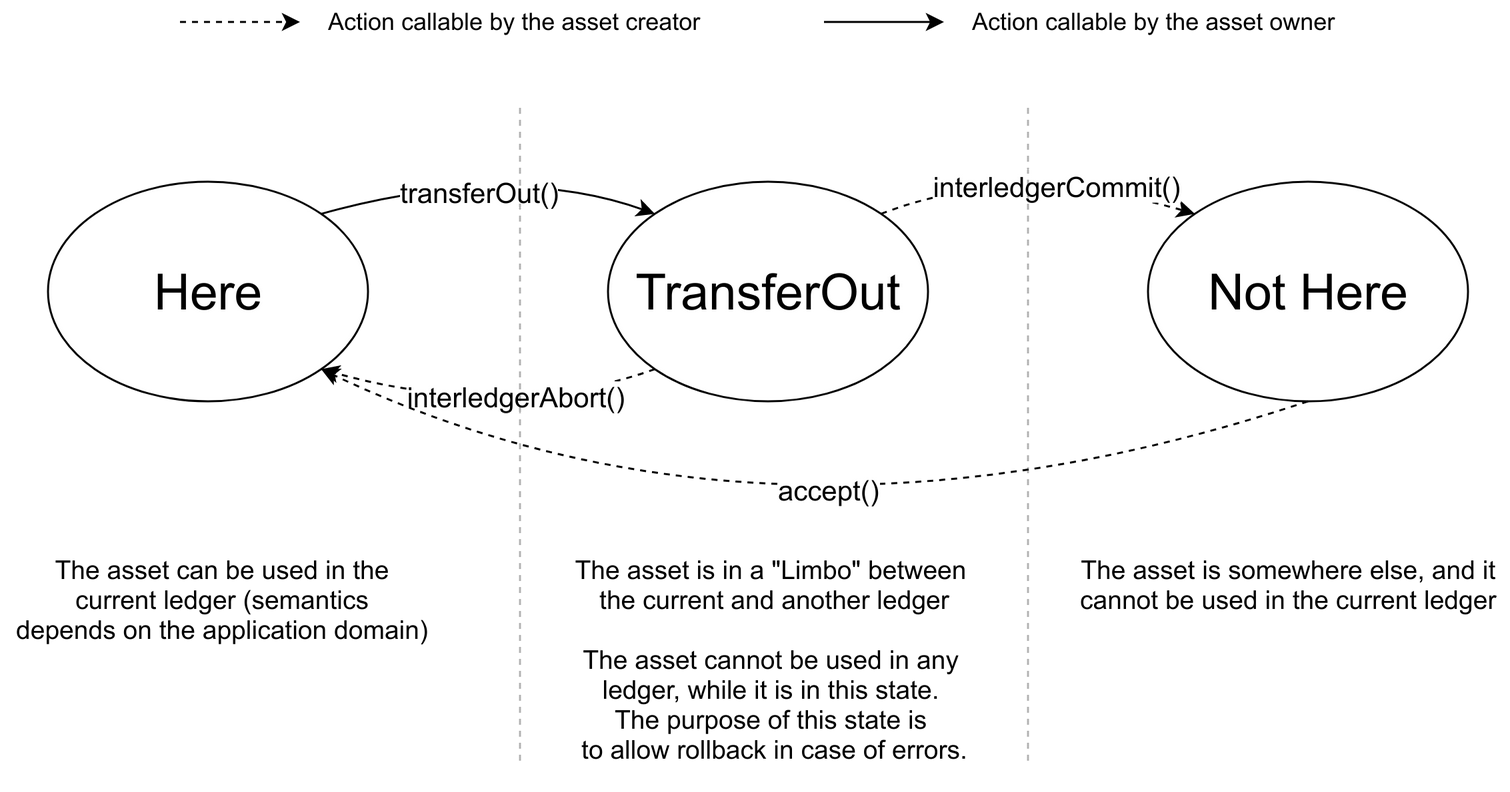 Action callable by the asset creator
Action callable by the asset owner
transferOut()
interledgerCommit()
Here
TransferOut
Not Here
interledgerAbort()
accept()
The asset can be used in the
current ledger (semantics
depends on the application domain)
The asset is in a "Limbo" between
the current and another ledger
The asset cannot be used in any
ledger, while it is in this state.
The purpose of this state is
to allow rollback in case of errors.
The asset is somewhere else, and it
cannot be used in the current ledger